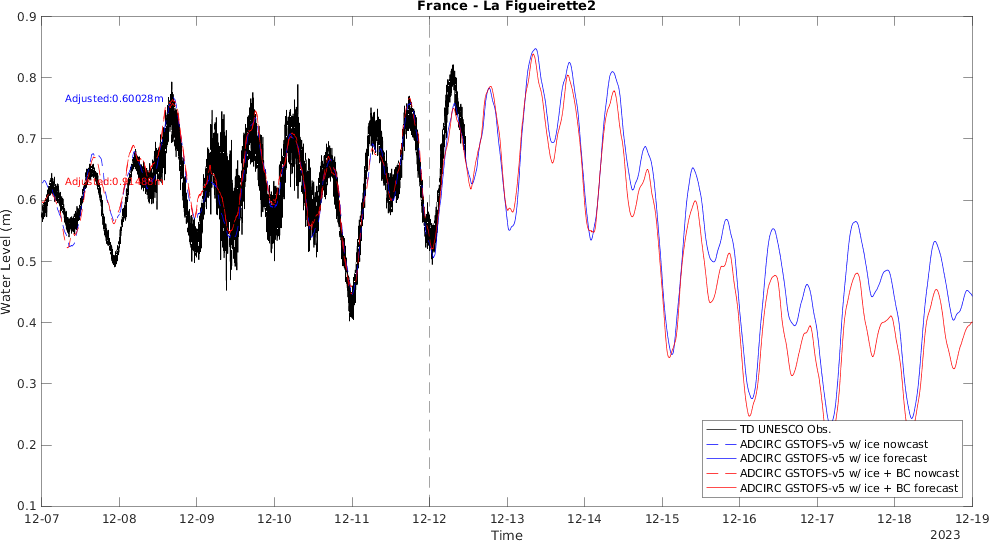 France - La Figueirette2
0.9
0.8
0.7
0.6
0.5
0.4
0.3
0.2
0.1
Water Level (m)
Adjusted:0.60028m
TD UNESCO Obs.
ADCIRC GSTOFS-v5 w/ ice nowcast
ADCIRC GSTOFS-v5 w/ ice forecast
ADCIRC GSTOFS-v5 w/ ice + BC nowcast
ADCIRC GSTOFS-v5 w/ ice + BC forecast
12-07 12-08 12-09 12-10 12-11 12-12 12-13 12-14 12-15 12-16 12-17 12-18 12-19
Time
2023